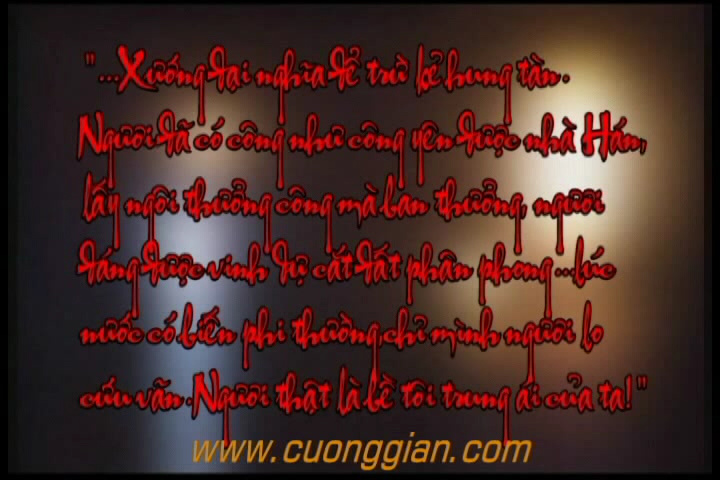 "...Xướng đại nghĩa để trừ kẻ hung tàn.
Ngươi đã có công như công yên được nhà Hán,
lấy ngôi thưởng công mà ban thưởng, ngươi
đáng được vinh dự cắt đất phân phong...lúc
nước có biến phi thường chỉ mình ngươi lo
cứu vãn.Ngươi thật là bề tôi trung ái của ta!"
www.cuonggian.com